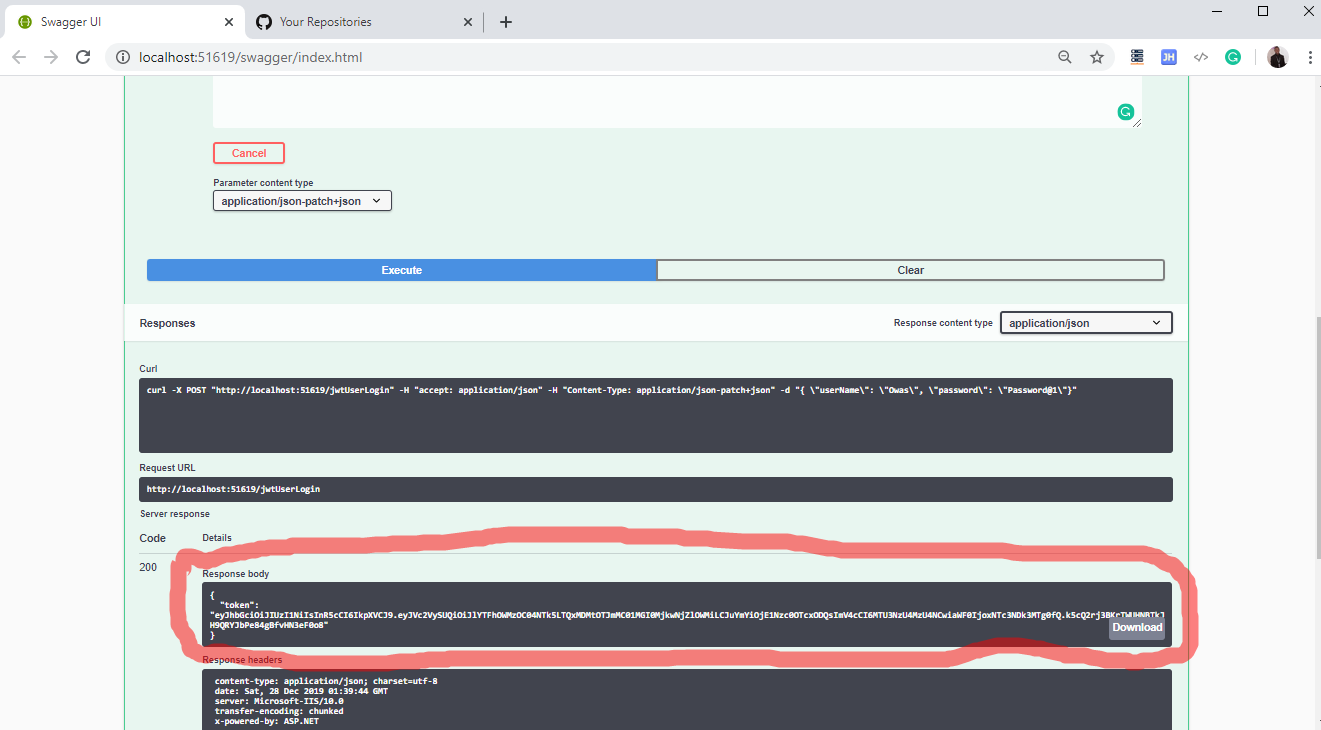 Swagger UI
Your Repositories
localhost:51619/swagger/index.html
JH
Cancel
Parameter content type
application/json-patch+json
Execute
Clear
Responses
Response content type
application/json
Curl
curl -X POST "http://localhost:51619/jwtUserLogin" -H "accept: application/json" -H "Content-Type: application/json-patch+json" -d "{ \"userName\": \"Owas\", \"password\": \"Password@1\"}"
Request URL
http://localhost:51619/jwtUserLogin
Server response
Code
Details
200
Response body
{
"token":
"
"
}
Download
Response headers
content-type: application/json; charset=utf-8
date: Sat, 28 Dec 2019 01:39:44 GMT
server: Microsoft-IIS/10.0
transfer-encoding: chunked
x-powered-by: ASP.NET